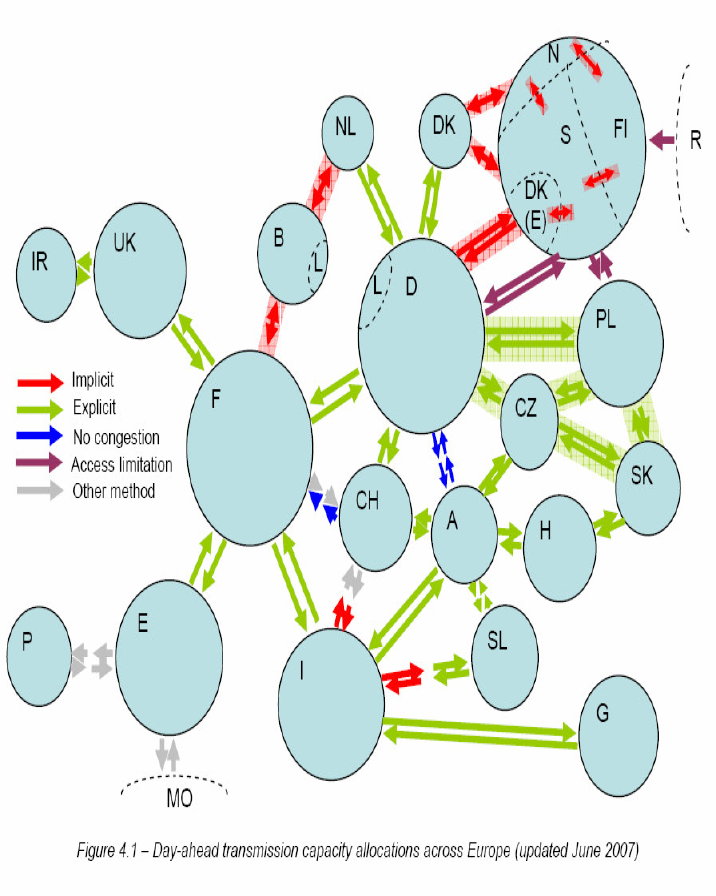 N
NL
DK
S
FI
R
DK
(E)
IR
UK
B
L
L
D
PL
Implicit
Explicit
No congestion
Access limitation
Other method
F
CZ
SK
CH
A
H
P
E
I
SL
G
MO
Figure 4.1 – Day-ahead transmission capacity allocations across Europe (updated June 2007)